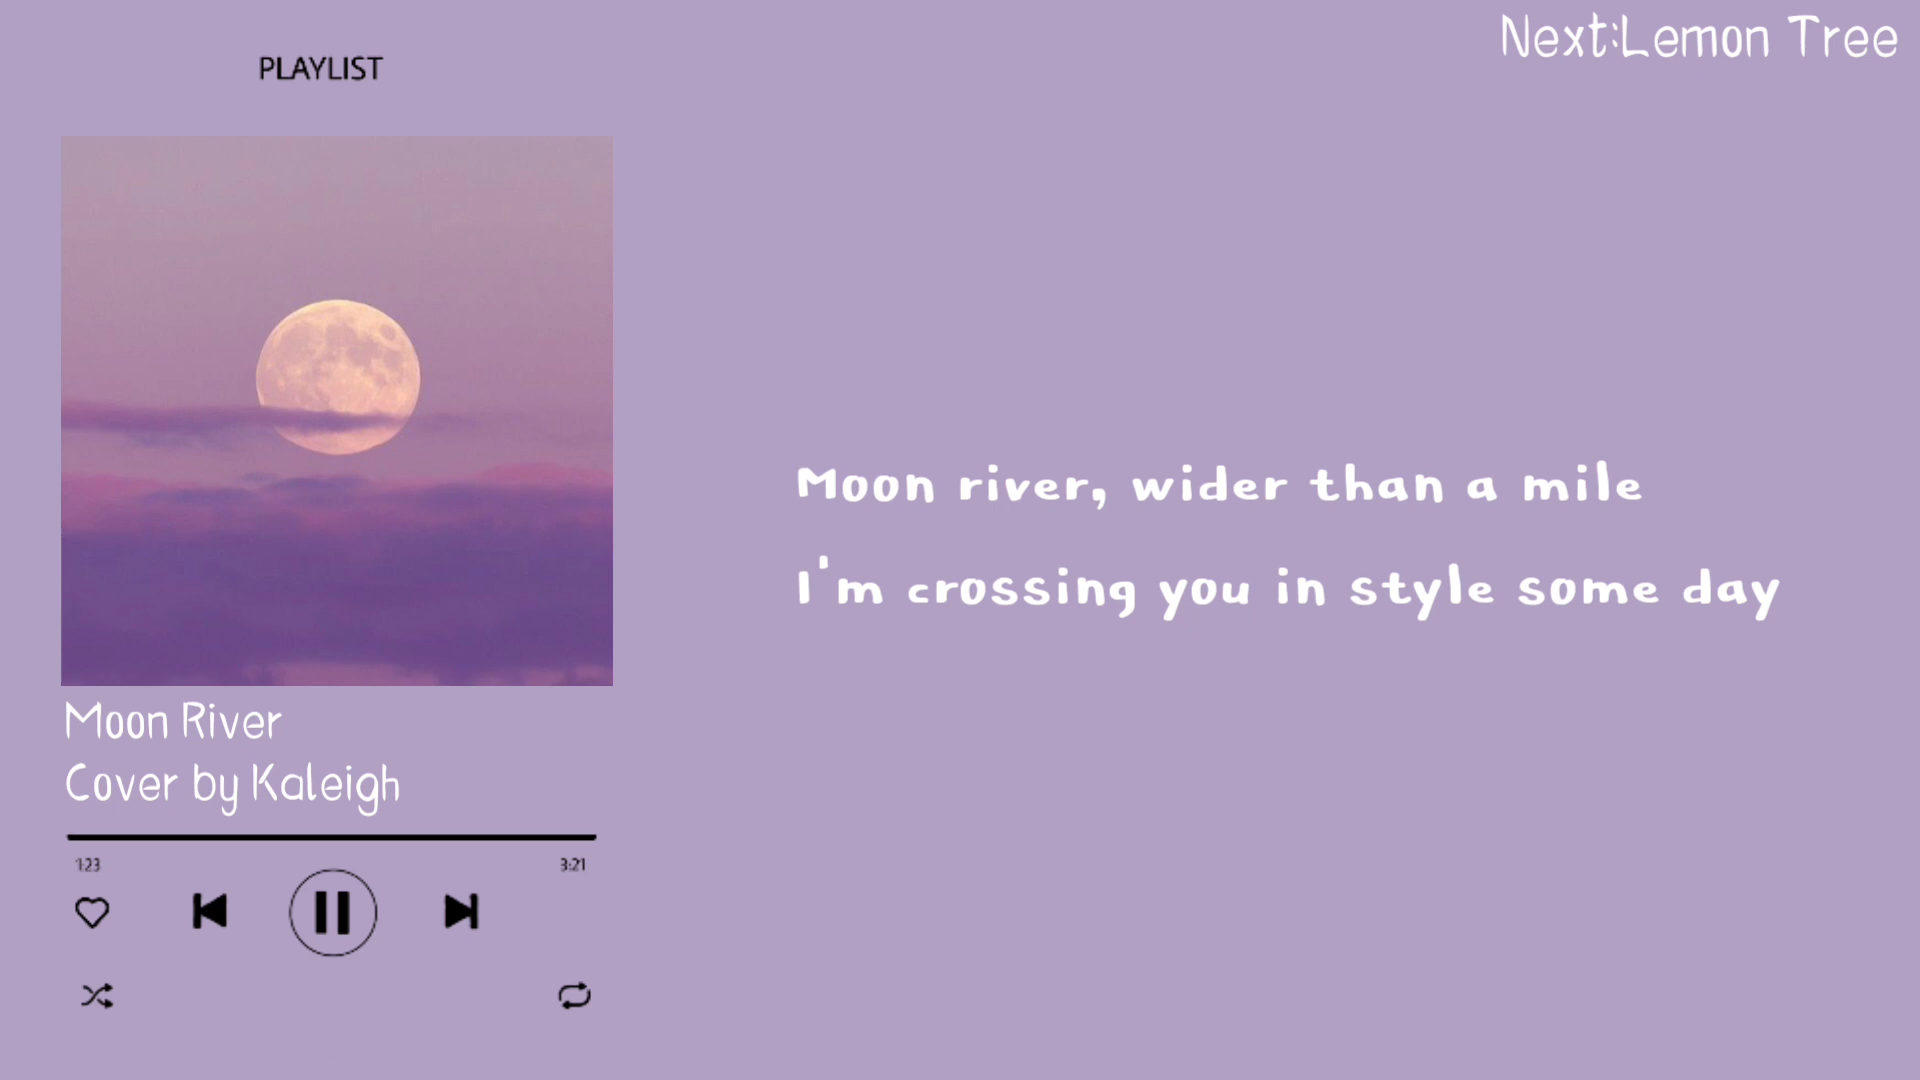 PLAYLIST
Next:Lemon Tree
Moon river, wider than a mile
I'm crossing you in style some day
Moon River
Cover by Kaleigh
1:23
3:21